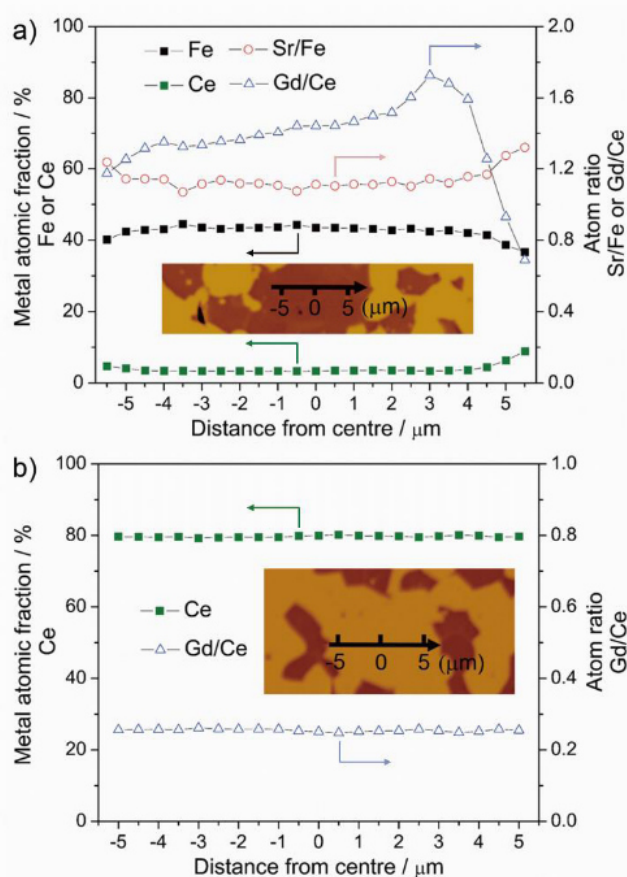 a)
100
80
60
40
20
0
Metal atomic fraction / %
Fe or Ce
Fe
Sr/Fe
Ce
Gd/Ce
2.0
1.6
1.2
0.8
0.4
0.0
Atom ratio
Sr/Fe or Gd/Ce
-5 0 5 (μm)
-5 -4 -3 -2 -1 0 1 2 3 4 5
Distance from centre / μm
b)
100
80
60
40
20
0
Metal atomic fraction / %
Ce
Ce
Gd/Ce
1.0
0.8
0.6
0.4
0.2
0.0
Atom ratio
Gd/Ce
-5 0 5 (μm)
-5 -4 -3 -2 -1 0 1 2 3 4 5
Distance from centre / μm